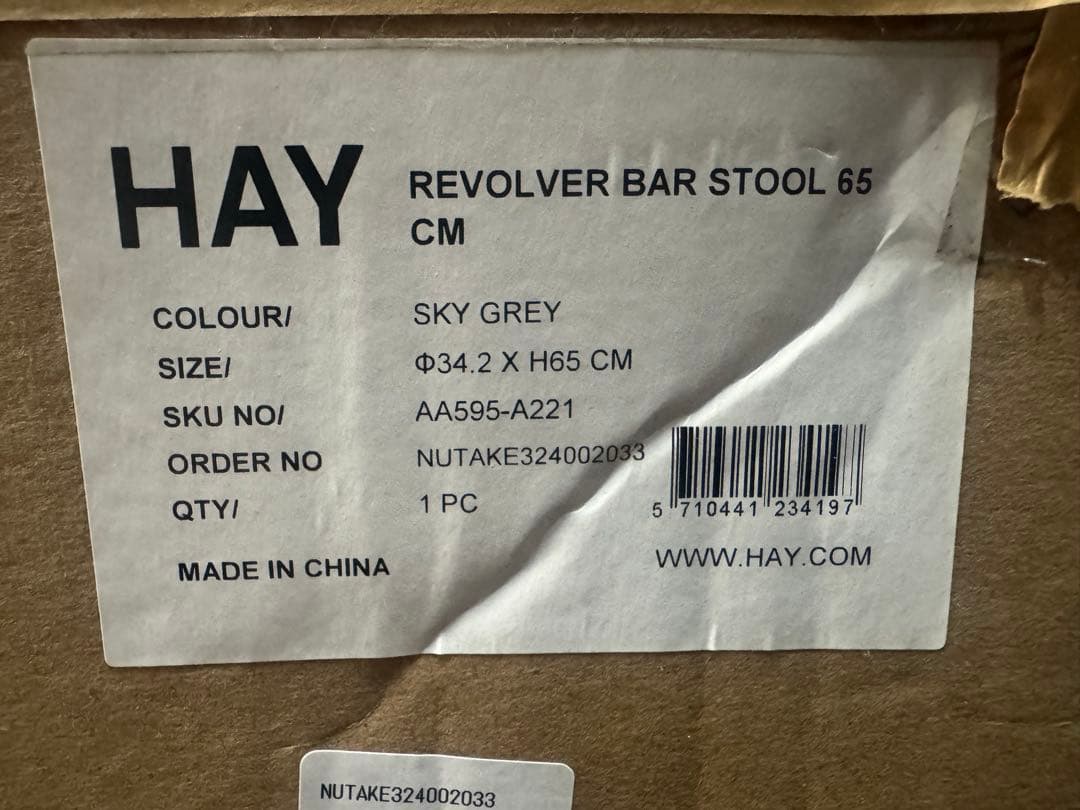 HAY
REVOLVER BAR STOOL 65
CM
COLOUR/ SKY GREY
SIZE/ Φ34.2 X H65 CM
SKU NO/ AA595-A221
ORDER NO NUTAKE324002033
QTY/ 1 PC
5 710441 234197
MADE IN CHINA
WWW.HAY.COM
NUTAKE324002033